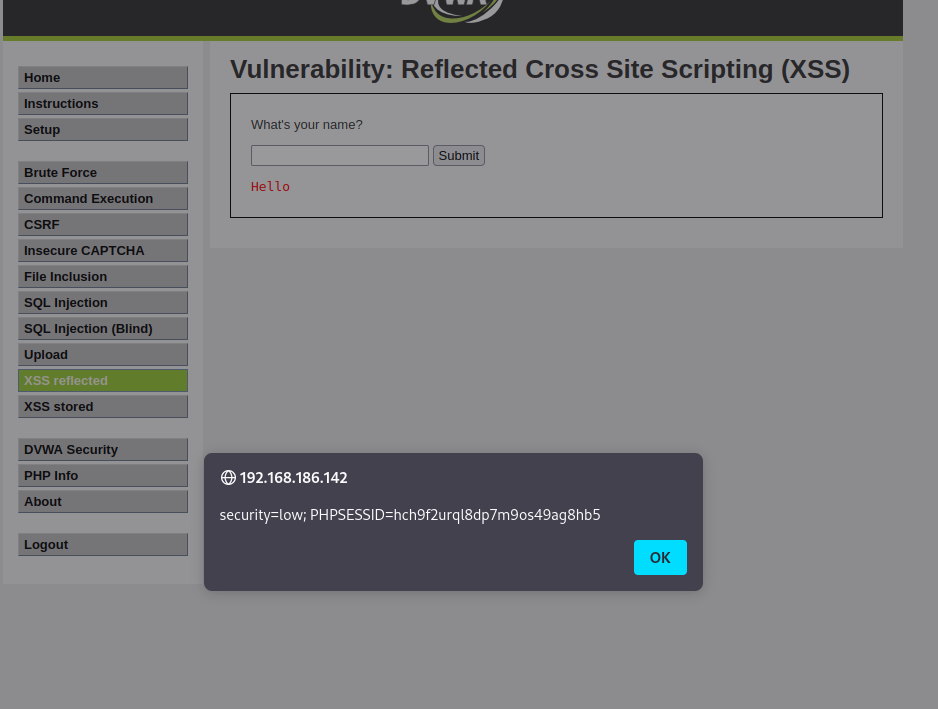 DVWA
Vulnerability: Reflected Cross Site Scripting (XSS)
Home
Instructions
Setup
Brute Force
Command Execution
CSRF
Insecure CAPTCHA
File Inclusion
SQL Injection
SQL Injection (Blind)
Upload
XSS reflected
XSS stored
DVWA Security
PHP Info
About
Logout
What's your name?
Submit
Hello
192.168.186.142
security=low; PHPSESSID=hch9f2urql8dp7m9os49ag8hb5
OK